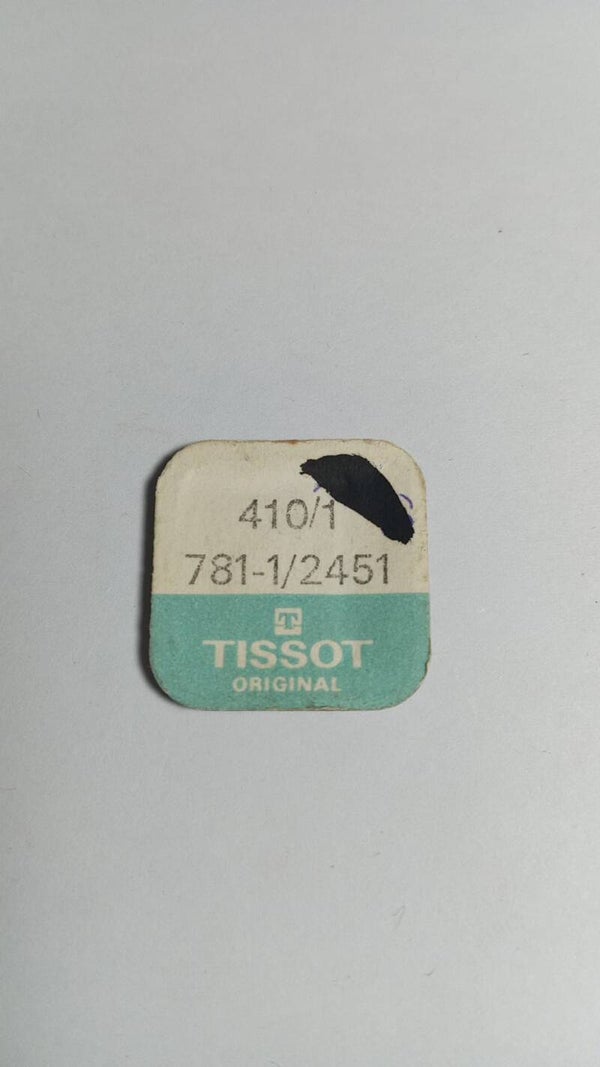 410/1
781-1/2451
T
TISSOT
ORIGINAL